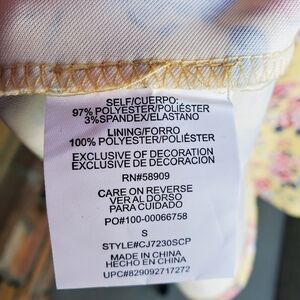 SELF/CUERPO:
97% POLYESTER/POLIÉSTER
3%SPANDEX/ELASTANO
LINING/FORRO
100% POLYESTER/POLIÉSTER
EXCLUSIVE OF DECORATION
EXCLUSIVE DE DECORACION
RN#58909
CARE ON REVERSE
VER AL DORSO
PARA CUIDADO
PO#100-00066758
S
STYLE#CJ7230SCP
MADE IN CHINA
HECHO EN CHINA
UPC#829092717272